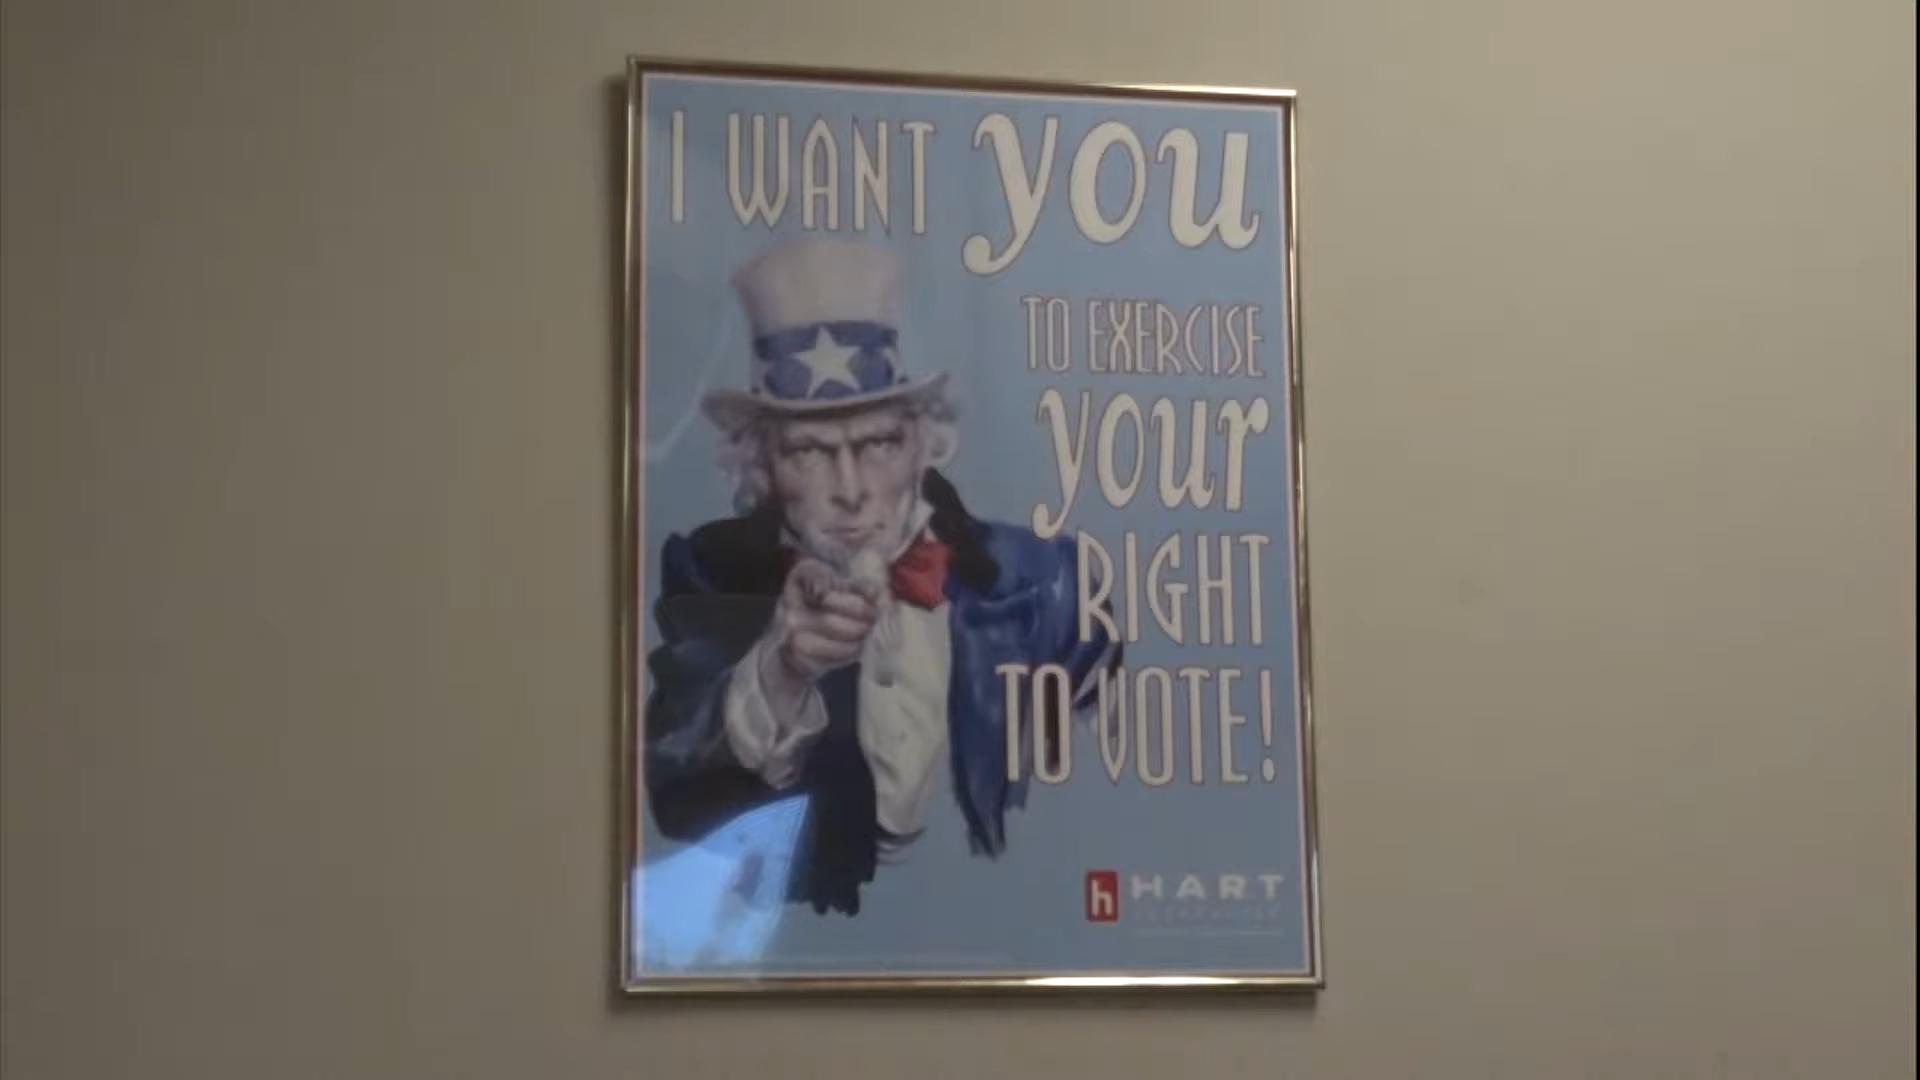 I WANT you
TO EXERCISE
your
RIGHT
TO VOTE!
h HART